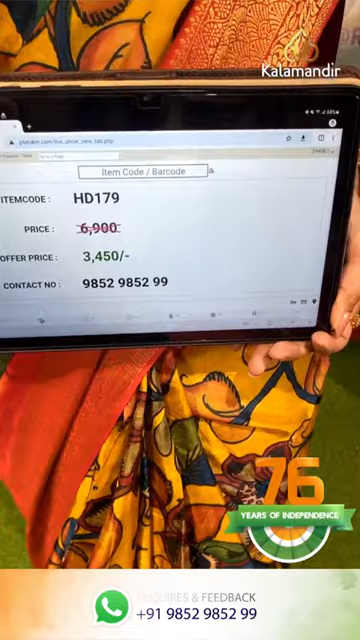 Kalamandir
Item Code / Barcode
ITEMCODE : HD179
PRICE : 6,900
OFFER PRICE : 3,450/-
CONTACT NO : 9852 9852 99
76
YEARS OF INDEPENDENCE
ENQUIRIES & FEEDBACK
+91 9852 9852 99